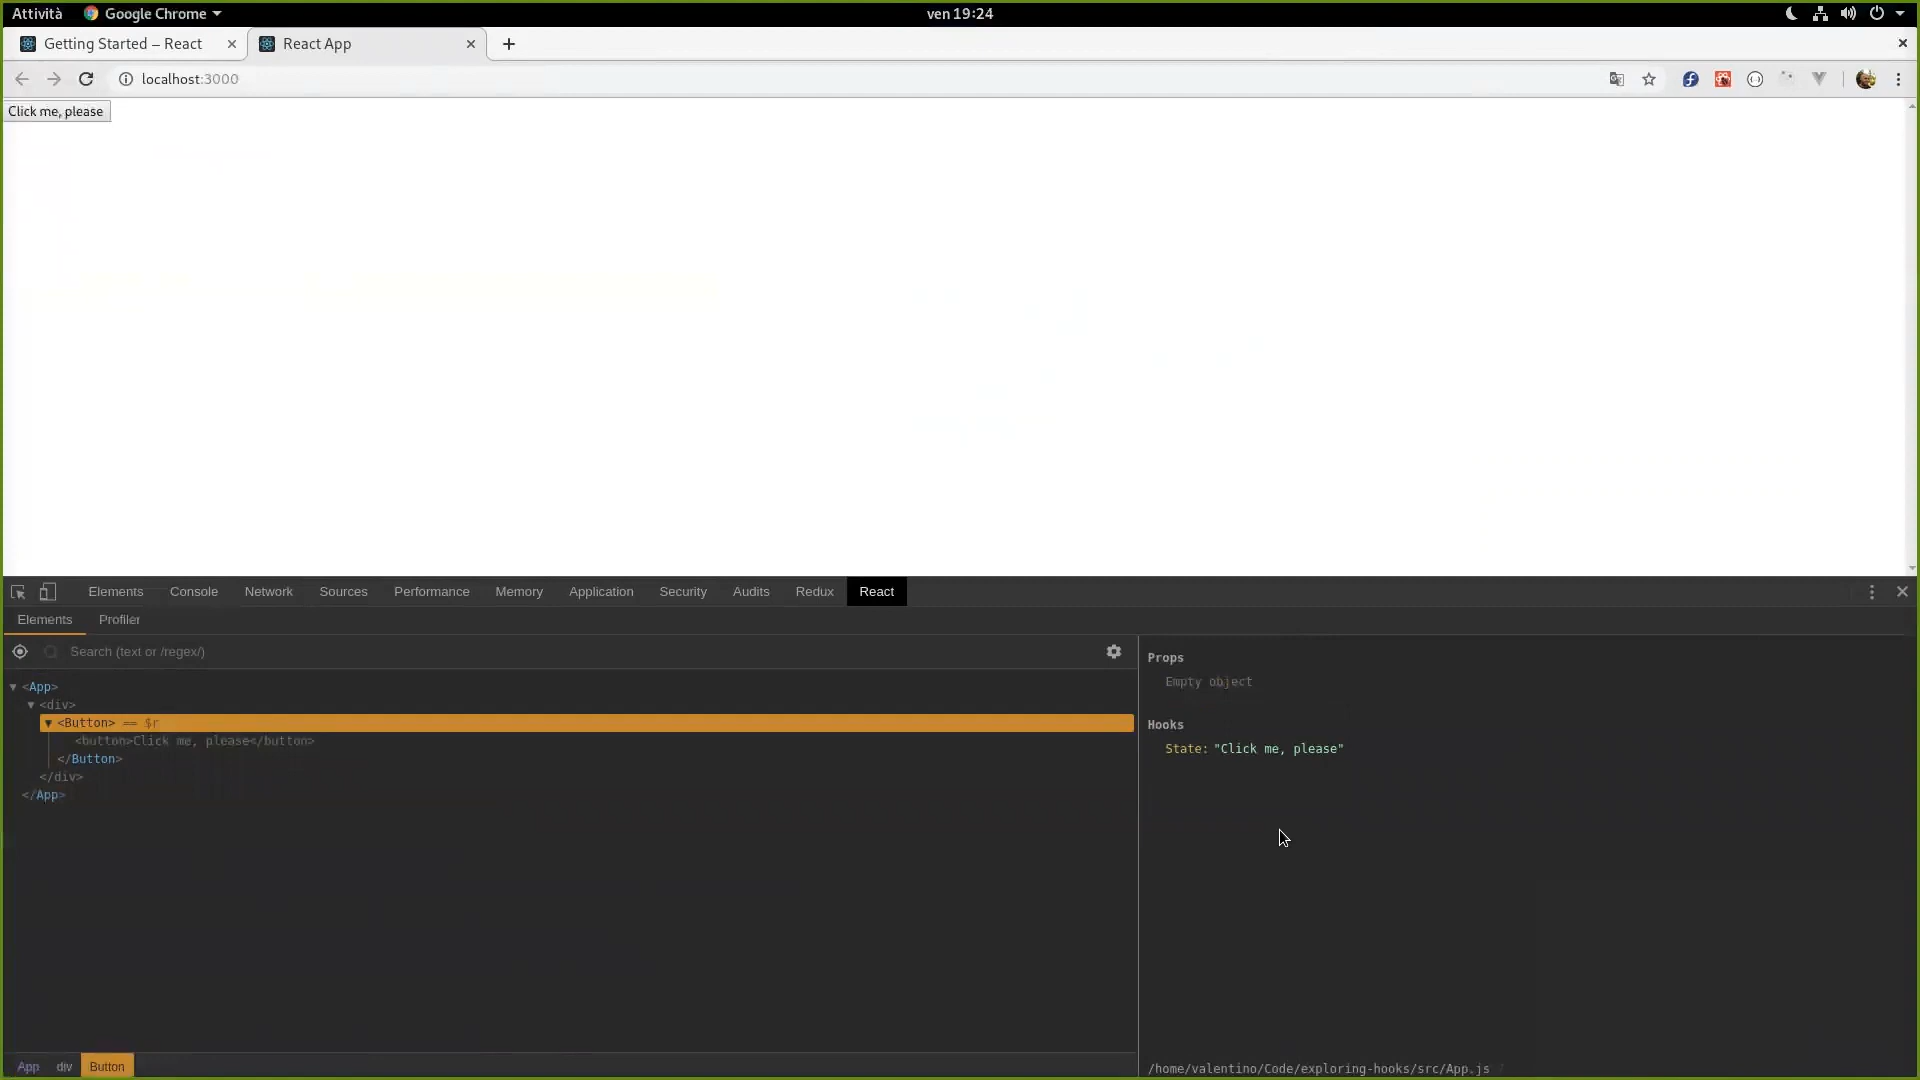 Attività Google Chrome ven 19:24
Getting Started – React React App
localhost:3000
Click me, please
Elements Console Network Sources Performance Memory Application Security Audits Redux React
Elements Profiler
Search (text or /regex/)
<App>
<div>
<Button> == $r
<button>Click me, please</button>
</Button>
</div>
</App>
Props
Empty object
Hooks
State: "Click me, please"
App div Button
/home/valentino/Code/exploring-hooks/src/App.js